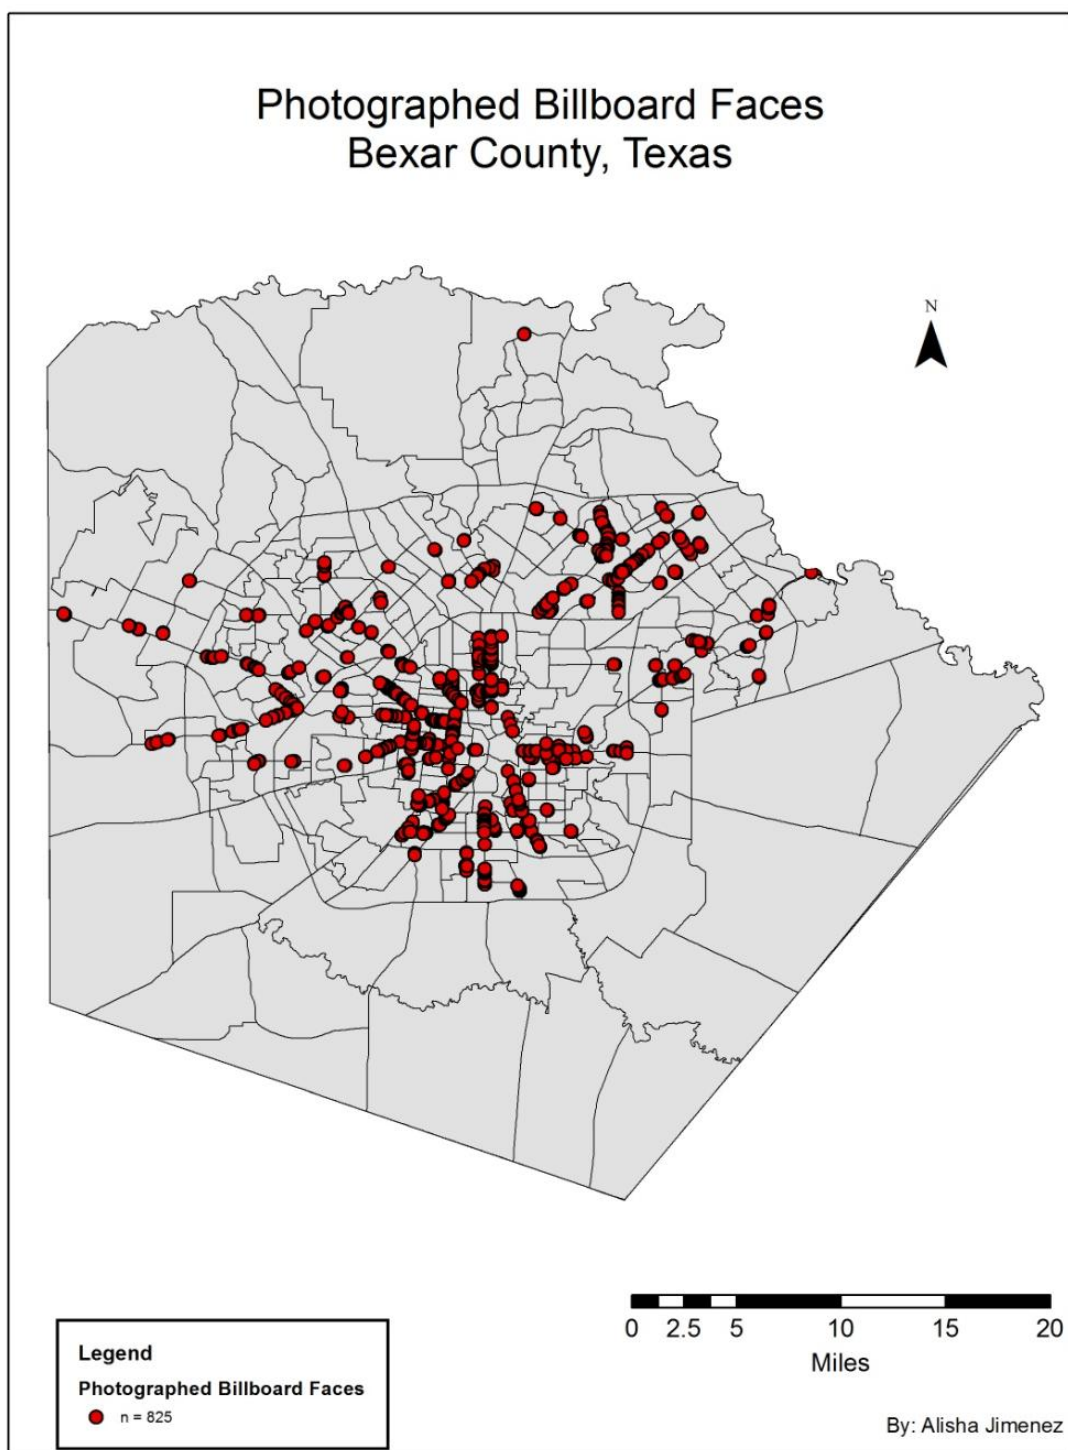 Photographed Billboard Faces
Bexar County, Texas
N
0 2.5 5 10 15 20
Miles
Legend
Photographed Billboard Faces
n = 825
By: Alisha Jimenez